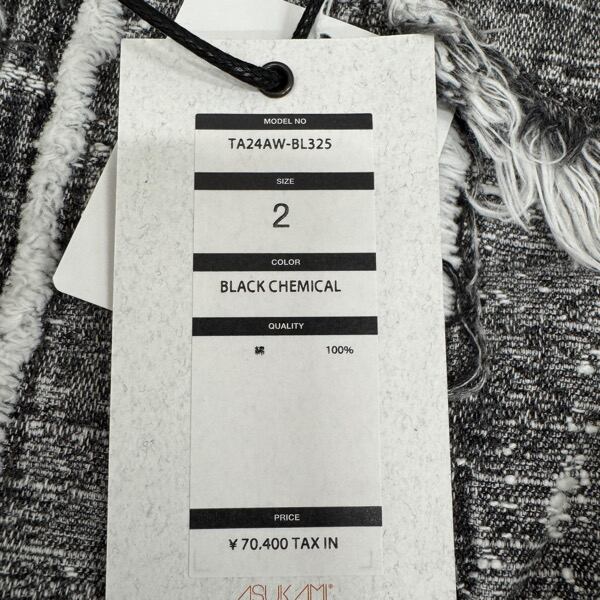 MODEL NO
TA24AW-BL325
SIZE
2
COLOR
BLACK CHEMICAL
QUALITY
綿 100%
PRICE
¥ 70.400 TAX IN
ASUKAMI®